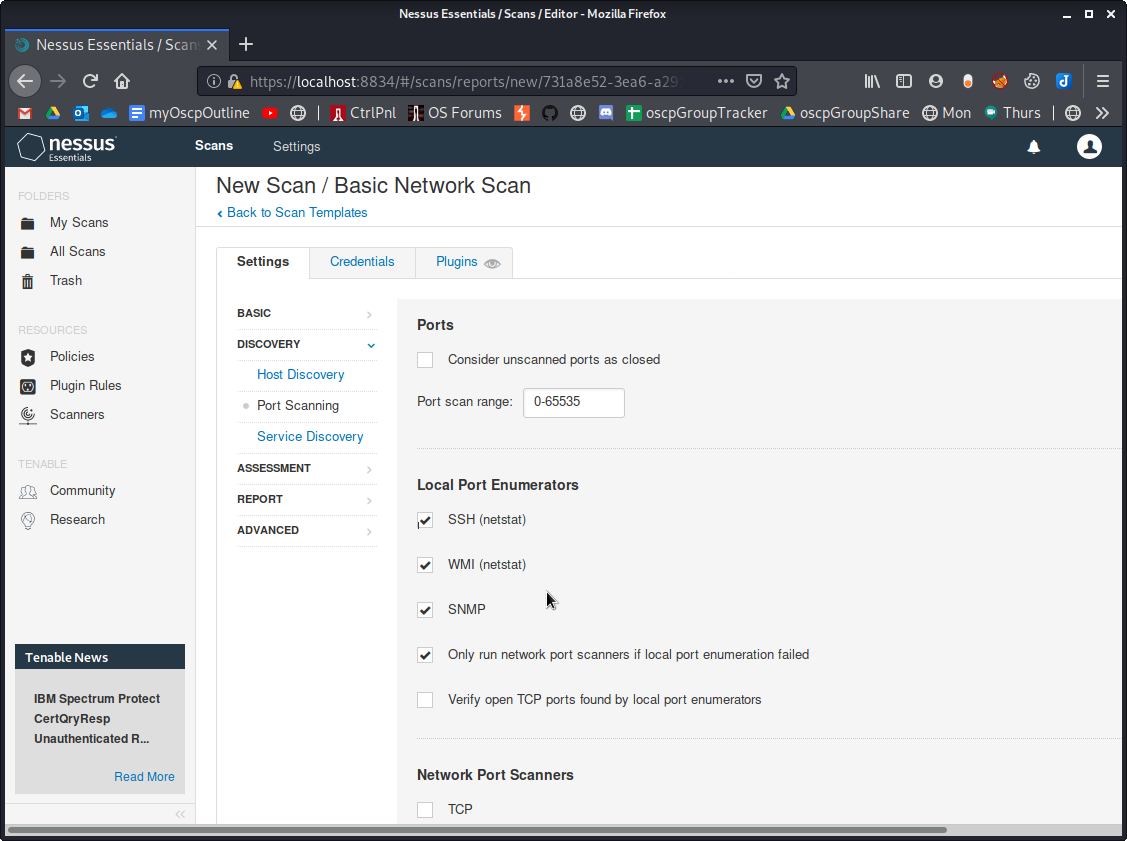 Nessus Essentials / Scans / Editor - Mozilla Firefox
Nessus Essentials / Scan
https://localhost:8834/#/scans/reports/new/731a8e52-3ea6-a29
myOscpOutline
CtrlPnl
OS Forums
oscpGroupTracker
oscpGroupShare
Mon
Thurs
nessus
Essentials
Scans
Settings
FOLDERS
My Scans
All Scans
Trash
RESOURCES
Policies
Plugin Rules
Scanners
TENABLE
Community
Research
Tenable News
IBM Spectrum Protect
CertQryResp
Unauthenticated R...
Read More
New Scan / Basic Network Scan
Back to Scan Templates
Settings
Credentials
Plugins
BASIC
DISCOVERY
Host Discovery
Port Scanning
Service Discovery
ASSESSMENT
REPORT
ADVANCED
Ports
Consider unscanned ports as closed
Port scan range: 0-65535
Local Port Enumerators
SSH (netstat)
WMI (netstat)
SNMP
Only run network port scanners if local port enumeration failed
Verify open TCP ports found by local port enumerators
Network Port Scanners
TCP